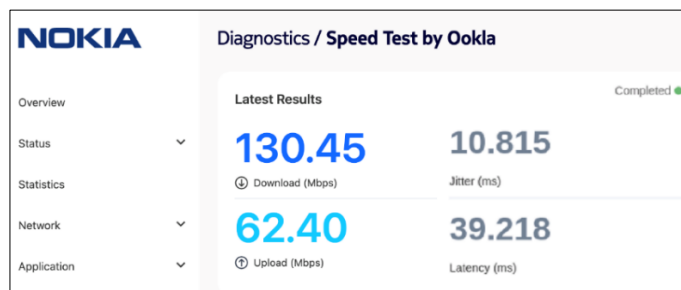 NOKIA
Diagnostics / Speed Test by Ookla
Overview
Status
Statistics
Network
Application
Latest Results
Completed
130.45
Download (Mbps)
10.815
Jitter (ms)
62.40
Upload (Mbps)
39.218
Latency (ms)